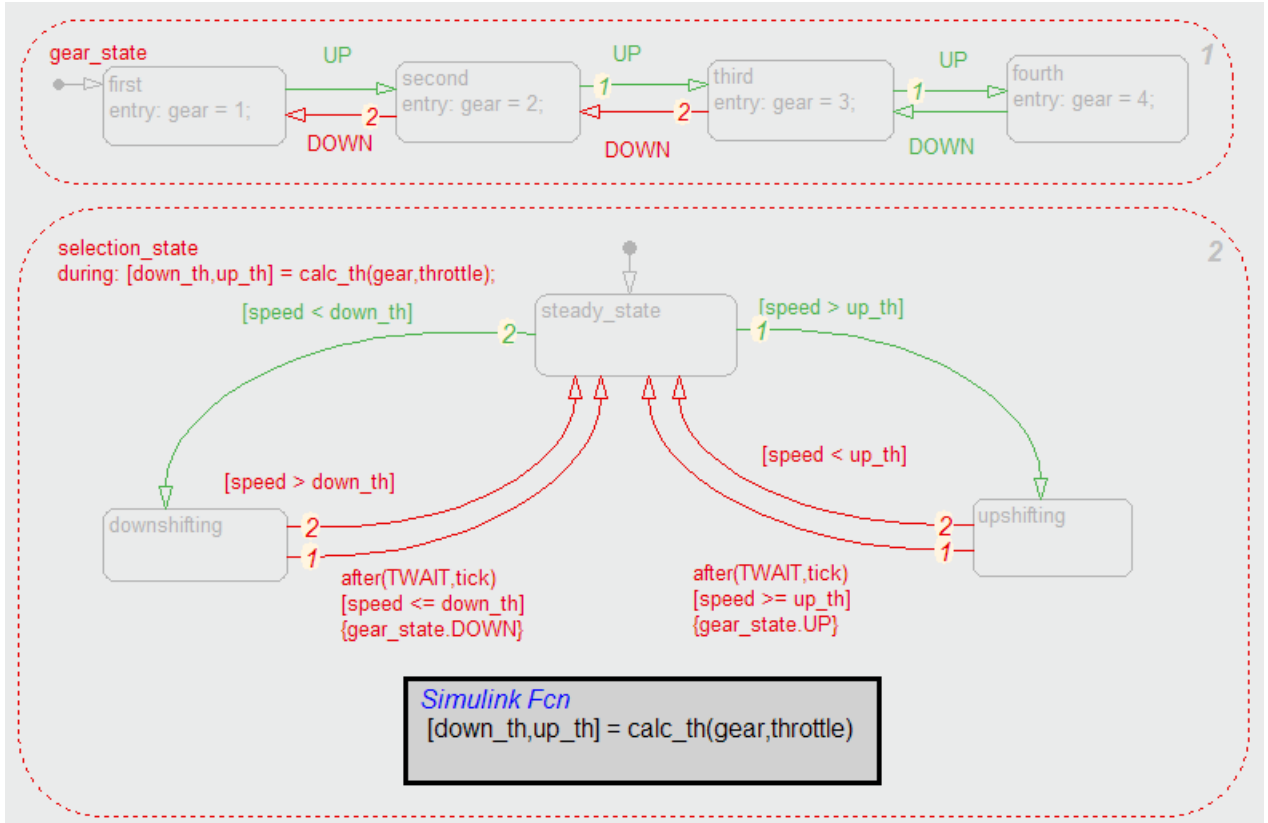 gear_state
1
UP
UP
UP
first
entry: gear = 1;
second
entry: gear = 2;
third
entry: gear = 3;
fourth
entry: gear = 4;
1
1
2
2
DOWN
DOWN
DOWN
selection_state
during: [down_th,up_th] = calc_th(gear,throttle);
2
[speed < down_th]
steady_state
[speed > up_th]
2
1
[speed > down_th]
[speed < up_th]
downshifting
upshifting
2
1
2
1
after(TWAIT,tick)
[speed <= down_th]
{gear_state.DOWN}
after(TWAIT,tick)
[speed >= up_th]
{gear_state.UP}
Simulink Fcn
[down_th,up_th] = calc_th(gear,throttle)